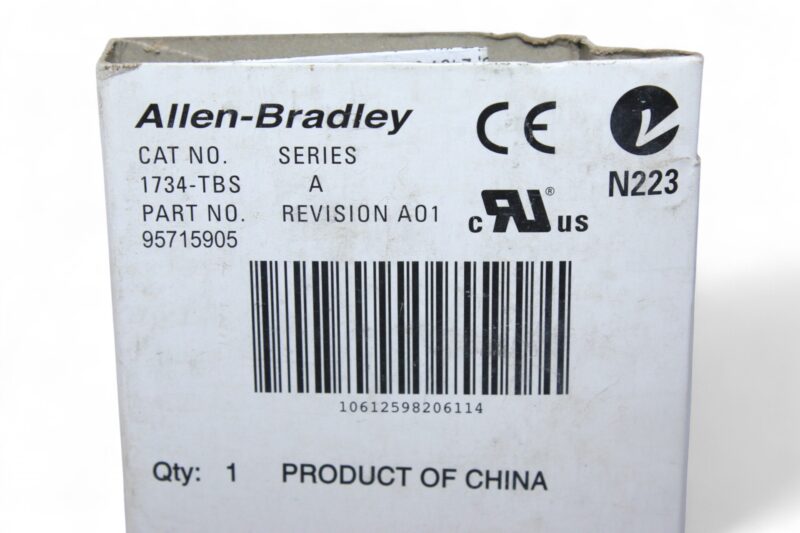 Allen-Bradley
CAT NO. SERIES
1734-TBS A
PART NO. REVISION A01
95715905
CE
N223
c RU ® us
10612598206114
Qty: 1 PRODUCT OF CHINA